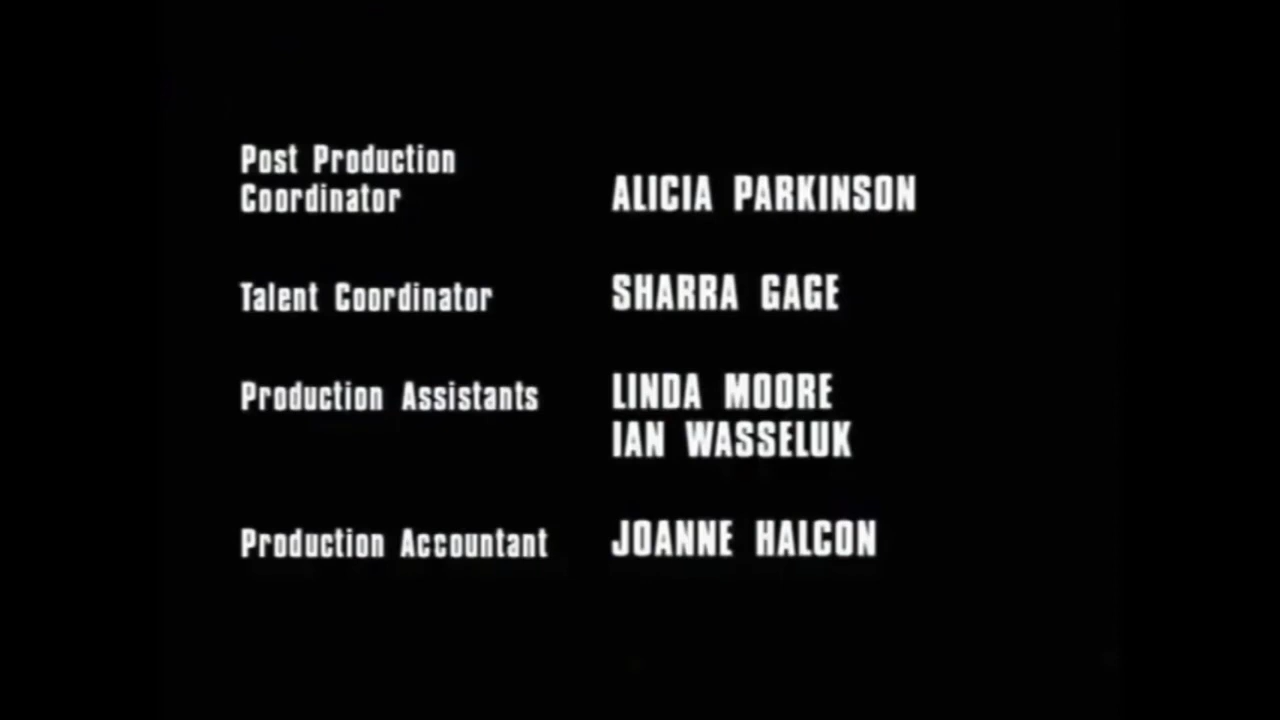 Post Production
Coordinator ALICIA PARKINSON
Talent Coordinator SHARRA GAGE
Production Assistants LINDA MOORE
IAN WASSELUK
Production Accountant JOANNE HALCON